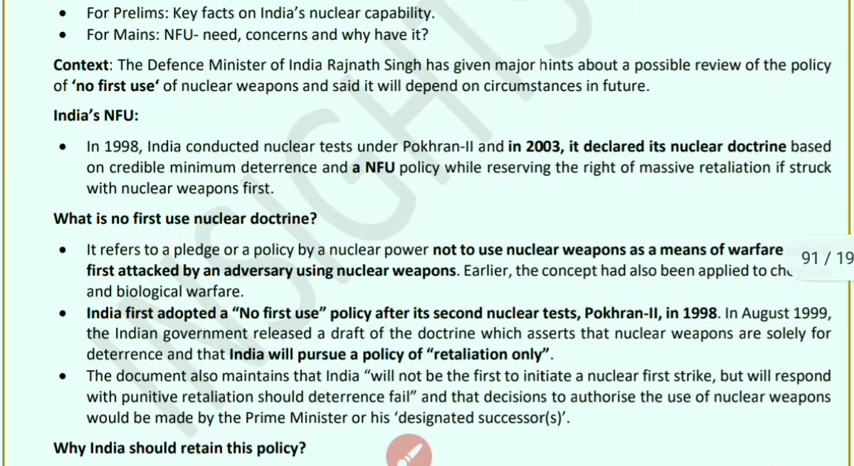 • For Prelims: Key facts on India's nuclear capability.
• For Mains: NFU- need, concerns and why have it?
Context: The Defence Minister of India Rajnath Singh has given major hints about a possible review of the policy
of 'no first use' of nuclear weapons and said it will depend on circumstances in future.
India's NFU:
• In 1998, India conducted nuclear tests under Pokhran-II and in 2003, it declared its nuclear doctrine based
on credible minimum deterrence and a NFU policy while reserving the right of massive retaliation if struck
with nuclear weapons first.
What is no first use nuclear doctrine?
• It refers to a pledge or a policy by a nuclear power not to use nuclear weapons as a means of warfare
91 / 19
first attacked by an adversary using nuclear weapons. Earlier, the concept had also been applied to
and biological warfare.
• India first adopted a “No first use” policy after its second nuclear tests, Pokhran-II, in 1998. In August 1999,
the Indian government released a draft of the doctrine which asserts that nuclear weapons are solely for
deterrence and that India will pursue a policy of “retaliation only”.
• The document also maintains that India “will not be the first to initiate a nuclear first strike, but will respond
with punitive retaliation should deterrence fail” and that decisions to authorise the use of nuclear weapons
would be made by the Prime Minister or his 'designated successor(s)'.
Why India should retain this policy?
INSIGHTS